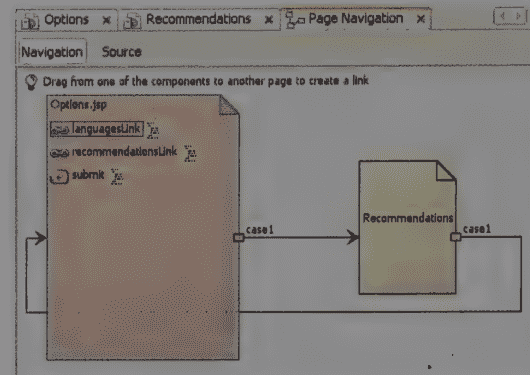 Options × Recommendations × Page Navigation ×
Navigation Source
Drag from one of the components to another page to create a link
Options.jsp
languagesLink
recommendationsLink
submit
Recommendations
case1
case1